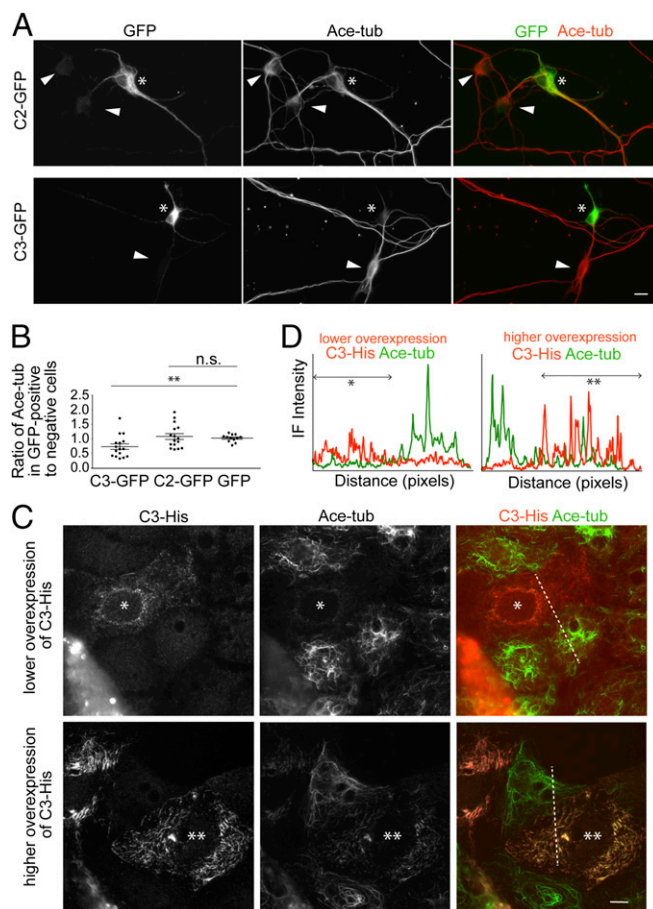 A
GFP Ace-tub GFP Ace-tub
C2-GFP
*
*
*
C3-GFP
*
*
*
B
n.s.
**
Ratio of Ace-tub
in GFP-positive
to negative cells
2.5
2.0
1.5
1.0
0.5
0.0
C3-GFP C2-GFP GFP
D
lower overexpression
C3-His Ace-tub
*
higher overexpression
C3-His Ace-tub
**
IF Intensity
Distance (pixels) Distance (pixels)
C
C3-His Ace-tub C3-His Ace-tub
lower overexpression
of C3-His
*
*
*
higher overexpression
of C3-His
**
**
**